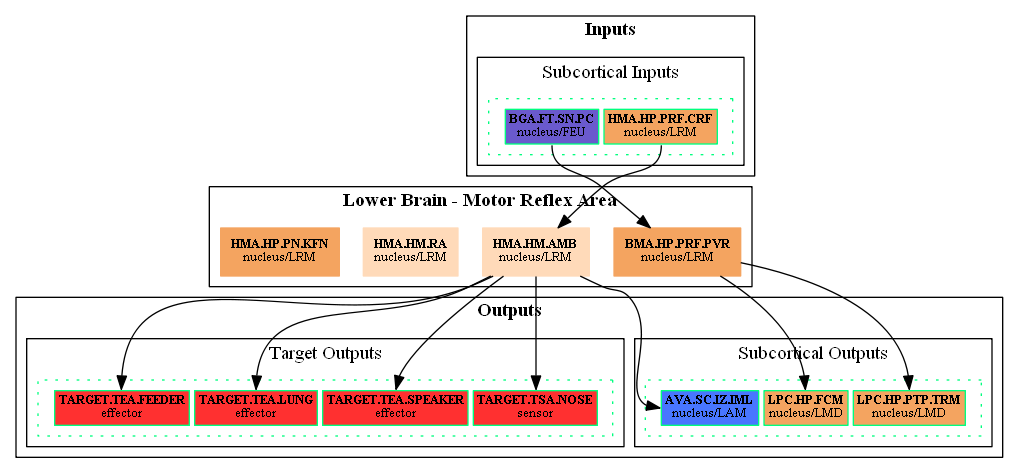 Inputs
Subcortical Inputs
BGA.FT.SN.PC
nucleus/FEU
HMA.HP.PRF.CRF
nucleus/LRM
Lower Brain - Motor Reflex Area
HMA.HP.PN.KFN
nucleus/LRM
HMA.HM.RA
nucleus/LRM
HMA.HM.AMB
nucleus/LRM
BMA.HP.PRF.PVR
nucleus/LRM
Outputs
Target Outputs
TARGET.TEA.FEEDER
effector
TARGET.TEA.LUNG
effector
TARGET.TEA.SPEAKER
effector
TARGET.TSA.NOSE
sensor
Subcortical Outputs
AVA.SC.IZ.IML
nucleus/LAM
LPC.HP.FCM
nucleus/LMD
LPC.HP.PTP.TRM
nucleus/LMD